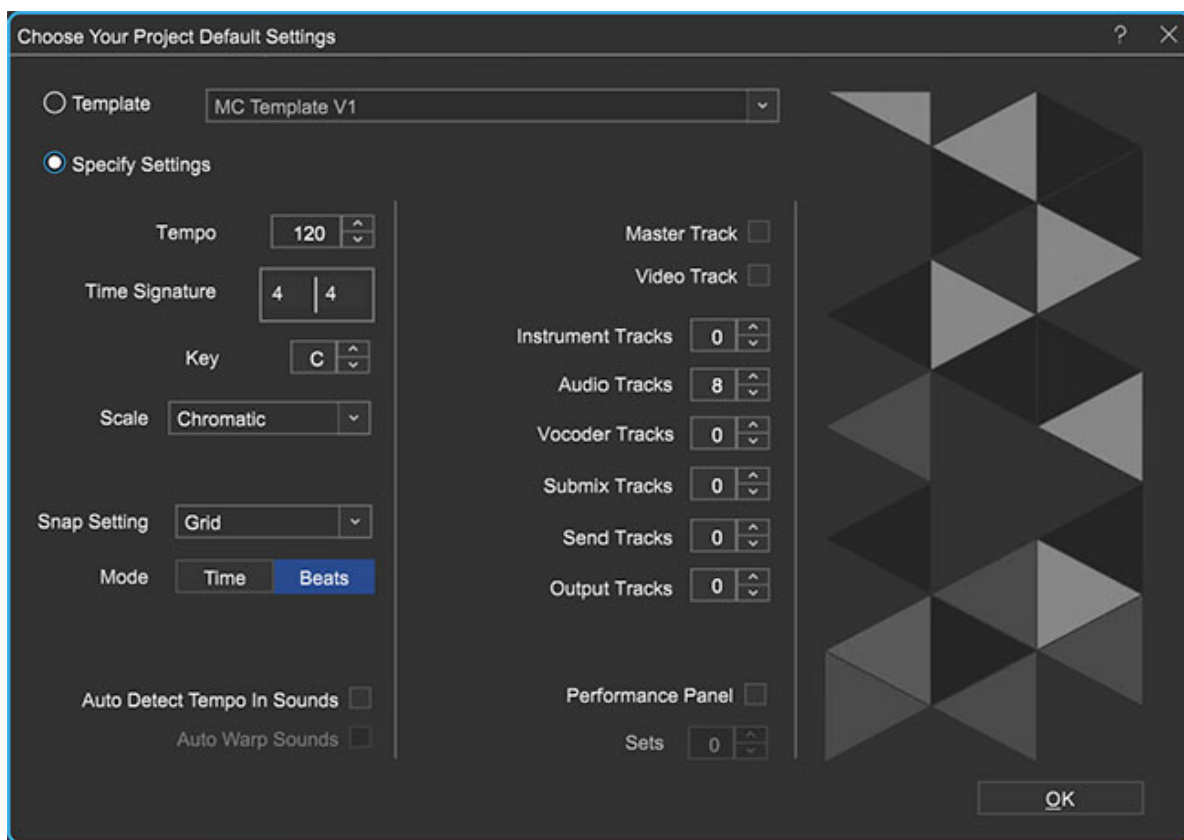 Choose Your Project Default Settings ?
Template MC Template V1
Specify Settings
Tempo 120
Time Signature 4 4
Key C
Scale Chromatic
Snap Setting Grid
Mode Time Beats
Auto Detect Tempo In Sounds
Auto Warp Sounds
Master Track
Video Track
Instrument Tracks 0
Audio Tracks 8
Vocoder Tracks 0
Submix Tracks 0
Send Tracks 0
Output Tracks 0
Performance Panel
Sets 0
OK